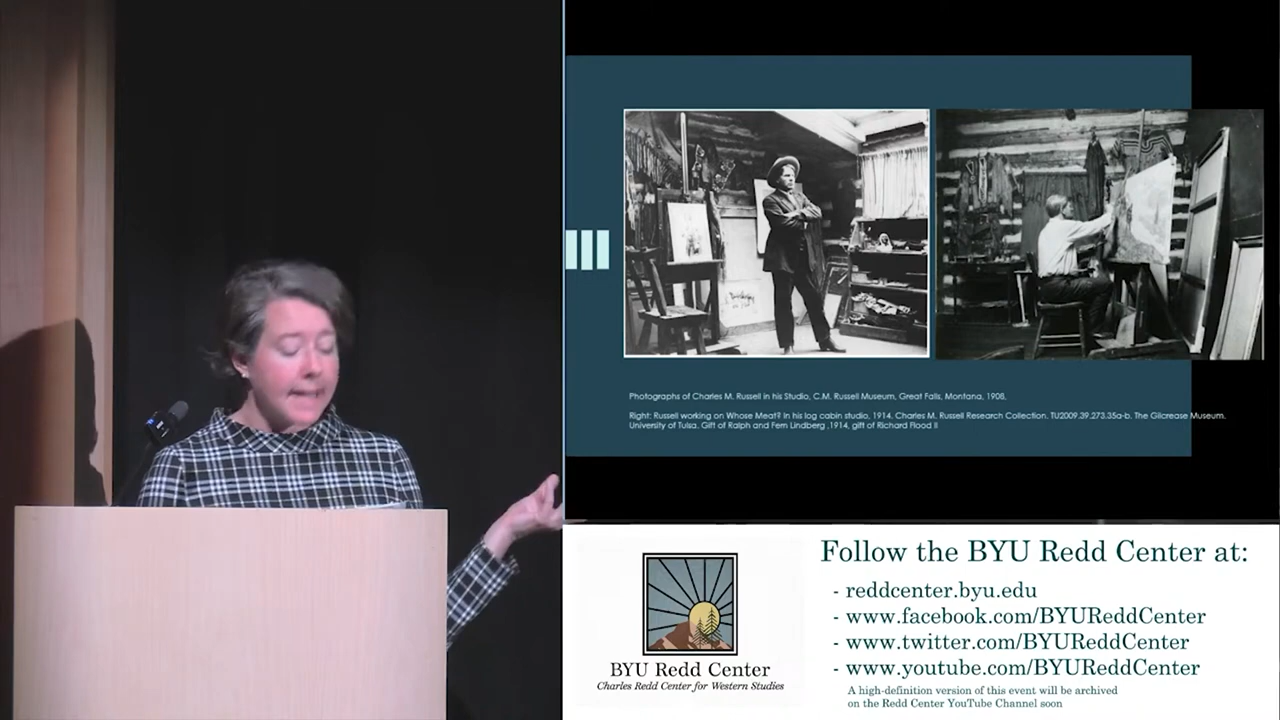 Photographs of Charles M. Russell in his Studio, C.M. Russell Museum, Great Falls, Montana, 1908.
Right: Russell working on Whose Meat? in his log cabin studio, 1914. Charles M. Russell Research Collection. TU2009.39.273.35a-b. The Gilcrease Museum.
University of Tulsa. Gift of Ralph and Fern Lindberg ,1914, gift of Richard Flood II
BYU Redd Center
Charles Redd Center for Western Studies
Follow the BYU Redd Center at:
- reddcenter.byu.edu
- www.facebook.com/BYUReddCenter
- www.twitter.com/BYUReddCenter
- www.youtube.com/BYUReddCenter
A high-definition version of this event will be archived
on the Redd Center YouTube Channel soon